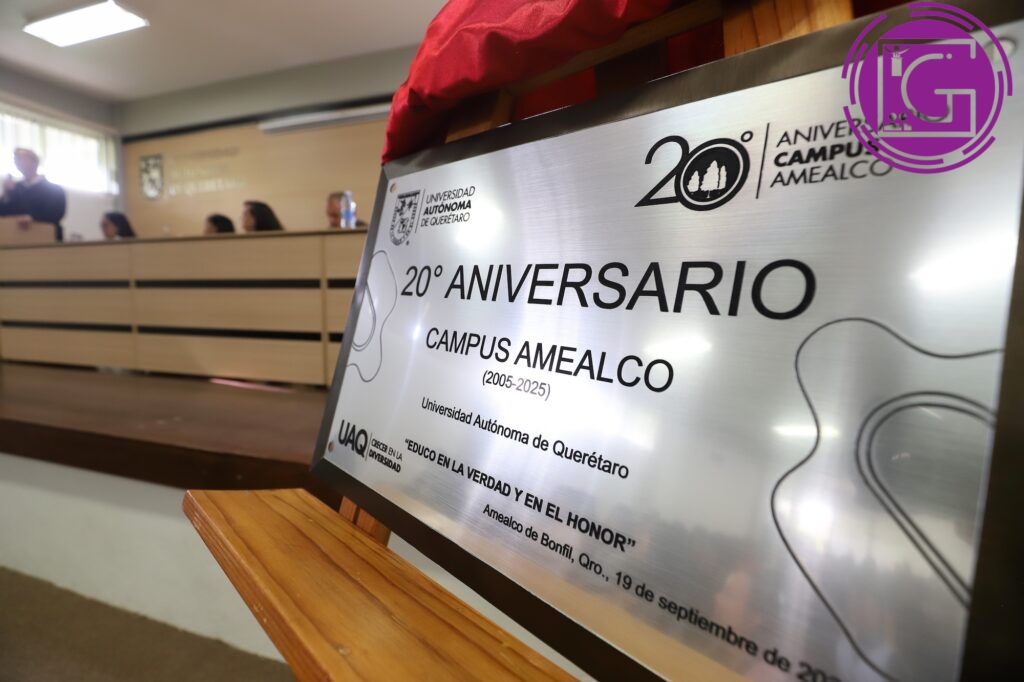 UNIVERSIDAD
AUTÓNOMA
DE QUERÉTARO
20° ANIVERSARIO
CAMPUS
AMEALCO
20° ANIVERSARIO
CAMPUS AMEALCO
(2005-2025)
Universidad Autónoma de Querétaro
UAQ CRECER EN LA
DIVERSIDAD
"EDUCO EN LA VERDAD Y EN EL HONOR"
Amealco de Bonfil, Qro., 19 de septiembre de